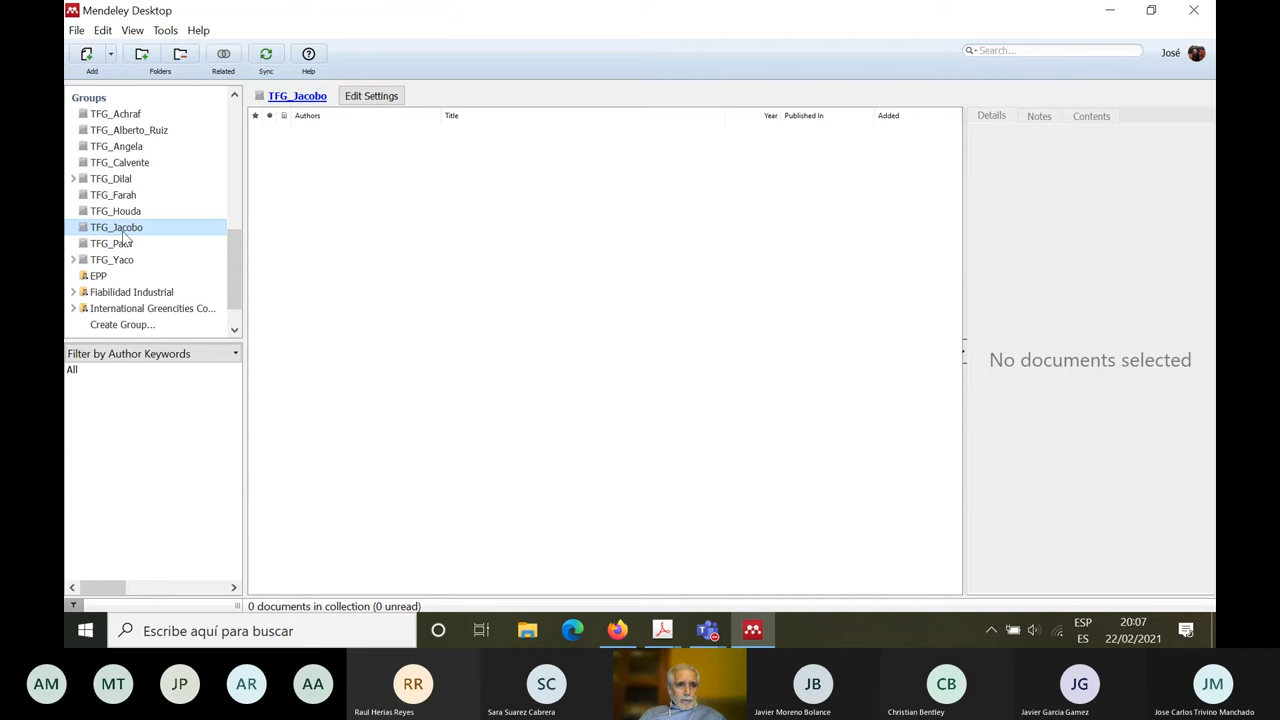 Mendeley Desktop
File Edit View Tools Help
Add Folders Related Sync Help
Search...
José
Groups
TFG_Achraf
TFG_Alberto_Ruiz
TFG_Angela
TFG_Calvente
TFG_Dilal
TFG_Farah
TFG_Houda
TFG_Jacobo
TFG_Yaco
EPP
Fiabilidad Industrial
International Greencities Co...
Create Group...
Filter by Author Keywords
All
TFG_Jacobo Edit Settings
Authors Title Year Published In Added
Details Notes Contents
No documents selected
0 documents in collection (0 unread)
Escribe aquí para buscar
ESP
ES
20:07
22/02/2021
AM MT JP AR AA RR SC JB CB JG JM
Raul Herias Reyes
Sara Suarez Cabrera
Javier Moreno Bolance
Christian Bentley
Javier Garcia Gamez
Jose Carlos Trivino Manchado